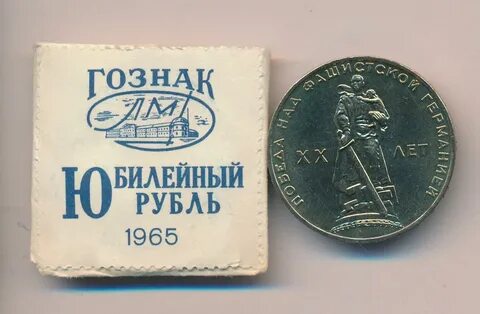 ГОЗНАК
ЛМД
ЮБИЛЕЙНЫЙ
РУБЛЬ
1965
ПОБЕДА НАД ФАШИСТСКОЙ ГЕРМАНИЕЙ
XX ЛЕТ